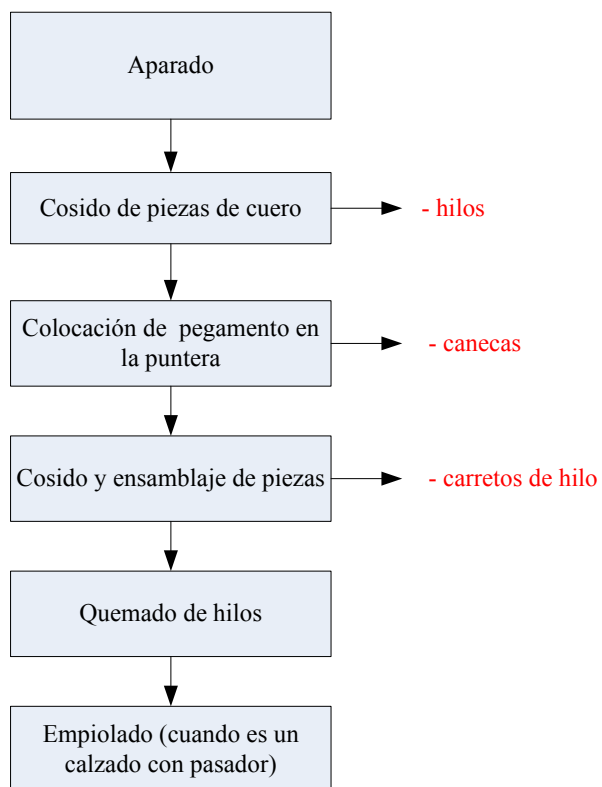 Aparado
Cosido de piezas de cuero
- hilos
Colocación de pegamento en
la puntera
- canecas
Cosido y ensamblaje de piezas
- carretos de hilo
Quemado de hilos
Empiolado (cuando es un
calzado con pasador)